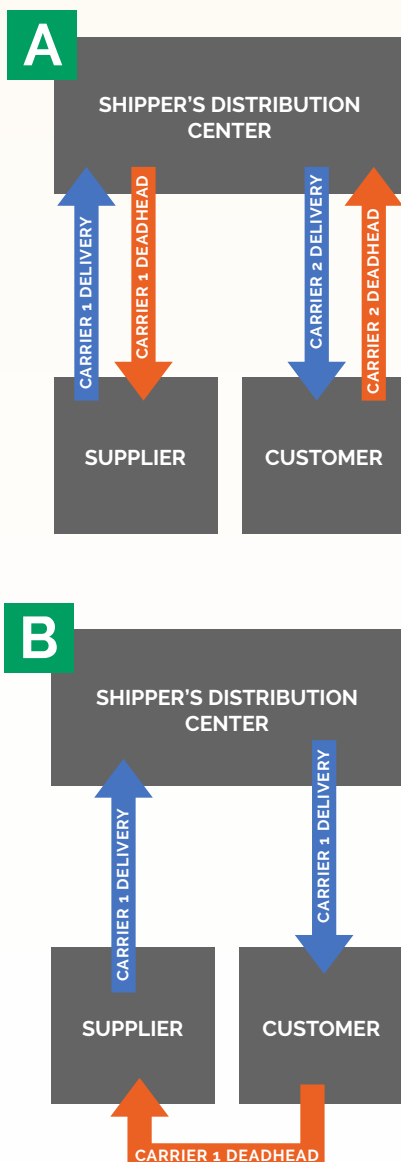 A
SHIPPER'S DISTRIBUTION
CENTER
CARRIER 1 DELIVERY
CARRIER 1 DEADHEAD
CARRIER 2 DELIVERY
CARRIER 2 DEADHEAD
SUPPLIER
CUSTOMER
B
SHIPPER'S DISTRIBUTION
CENTER
CARRIER 1 DELIVERY
CARRIER 1 DELIVERY
SUPPLIER
CUSTOMER
CARRIER 1 DEADHEAD